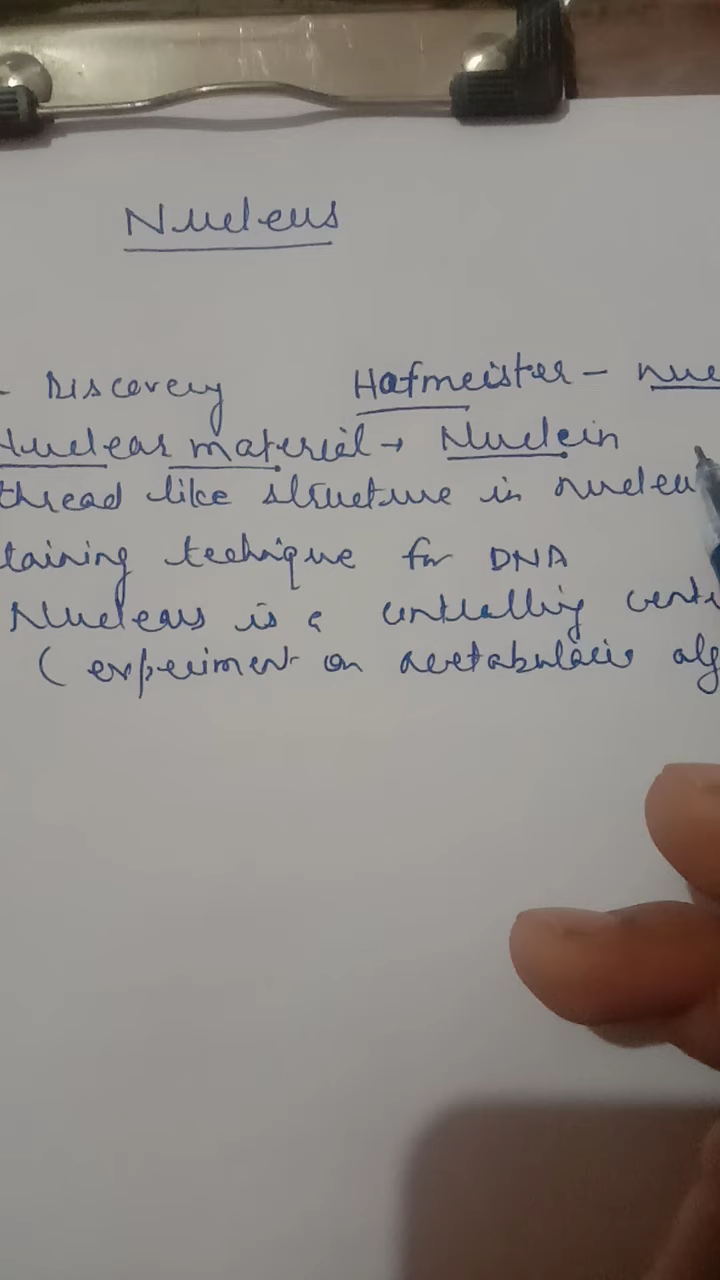 Nucleus
- Discovery Hofmeister - nuc
Nuclear material → Nuclein
thread like structure in nucleu
taining technique for DNA
Nucleus is a controlling cent
( experiment on acetabularia alg